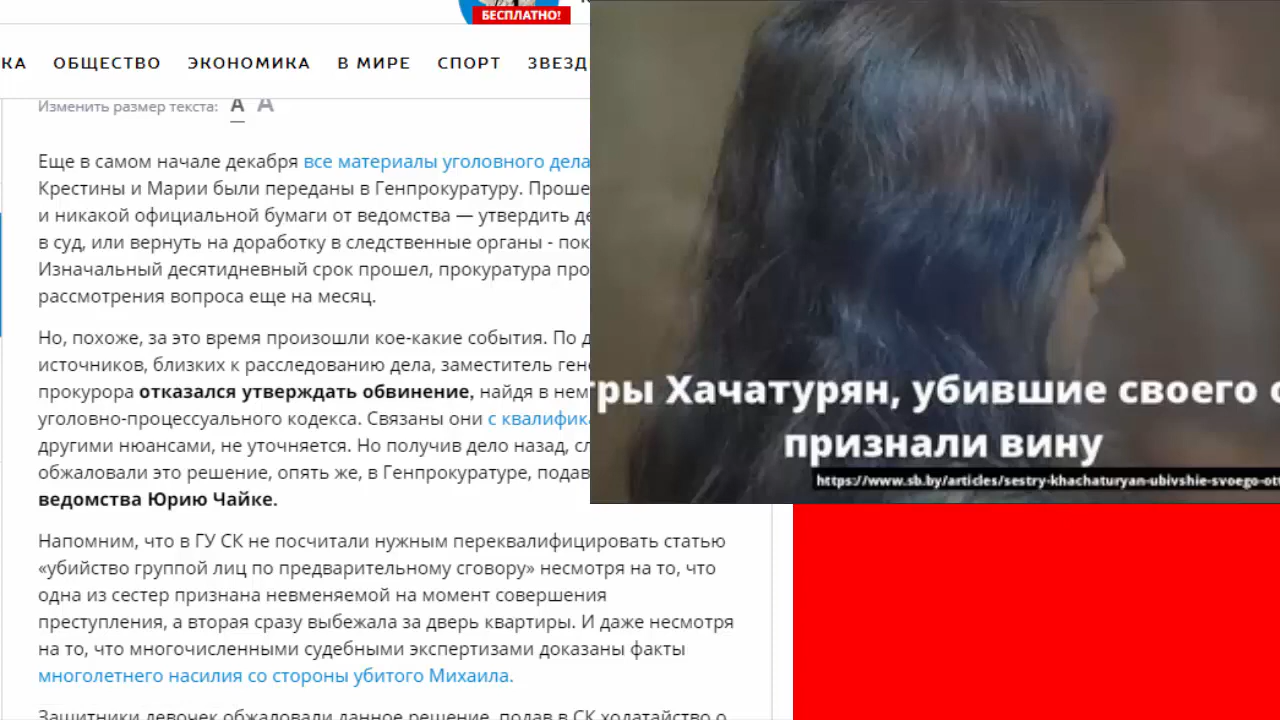 БЕСПЛАТНО!
КА ОБЩЕСТВО ЭКОНОМИКА В МИРЕ СПОРТ ЗВЕЗД
Изменить размер текста: А А
Еще в самом начале декабря все материалы уголовного дела
Крестины и Марии были переданы в Генпрокуратуру. Проше
и никакой официальной бумаги от ведомства — утвердить де
в суд, или вернуть на доработку в следственные органы - пок
Изначальный десятидневный срок прошел, прокуратура про
рассмотрения вопроса еще на месяц.
Но, похоже, за это время произошли кое-какие события. По д
источников, близких к расследованию дела, заместитель ген
прокурора отказался утверждать обвинение, найдя в нем
уголовно-процессуального кодекса. Связаны они с квалифик
другими нюансами, не уточняется. Но получив дело назад, сл
обжаловали это решение, опять же, в Генпрокуратуре, подав
ведомства Юрию Чайке.
Напомним, что в ГУ СК не посчитали нужным переквалифицировать статью
«убийство группой лиц по предварительному сговору» несмотря на то, что
одна из сестер признана невменяемой на момент совершения
преступления, а вторая сразу выбежала за дверь квартиры. И даже несмотря
на то, что многочисленными судебными экспертизами доказаны факты
многолетнего насилия со стороны убитого Михаила.
Защитники девочек обжаловали данное решение, подав в СК ходатайство о
тры Хачатурян, убившие своего о
признали вину
https://www.sb.by/articles/sestry-khachaturyan-ubivshie-svoego-ot